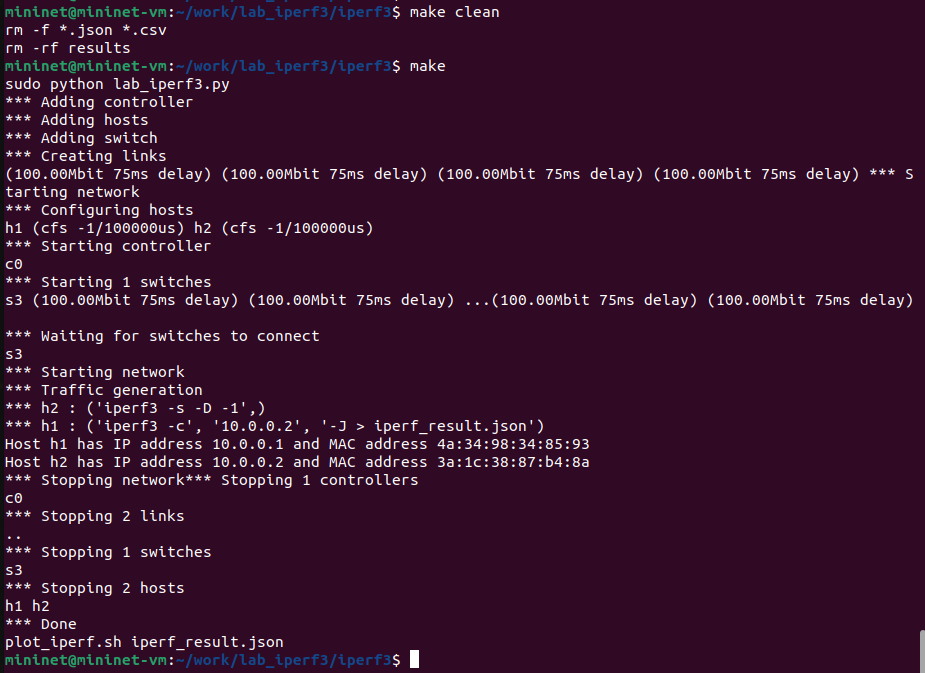 mininet@mininet-vm:~/work/lab_iperf3/iperf3$ make clean
rm -f *.json *.csv
rm -rf results
mininet@mininet-vm:~/work/lab_iperf3/iperf3$ make
sudo python lab_iperf3.py
*** Adding controller
*** Adding hosts
*** Adding switch
*** Creating links
(100.00Mbit 75ms delay) (100.00Mbit 75ms delay) (100.00Mbit 75ms delay) (100.00Mbit 75ms delay) *** S
tarting network
*** Configuring hosts
h1 (cfs -1/100000us) h2 (cfs -1/100000us)
*** Starting controller
c0
*** Starting 1 switches
s3 (100.00Mbit 75ms delay) (100.00Mbit 75ms delay) ...(100.00Mbit 75ms delay) (100.00Mbit 75ms delay)
*** Waiting for switches to connect
s3
*** Starting network
*** Traffic generation
*** h2 : ('iperf3 -s -D -1',)
*** h1 : ('iperf3 -c', '10.0.0.2', '-J > iperf_result.json')
Host h1 has IP address 10.0.0.1 and MAC address 4a:34:98:34:85:93
Host h2 has IP address 10.0.0.2 and MAC address 3a:1c:38:87:b4:8a
*** Stopping network*** Stopping 1 controllers
c0
*** Stopping 2 links
..
*** Stopping 1 switches
s3
*** Stopping 2 hosts
h1 h2
*** Done
plot_iperf.sh iperf_result.json
mininet@mininet-vm:~/work/lab_iperf3/iperf3$